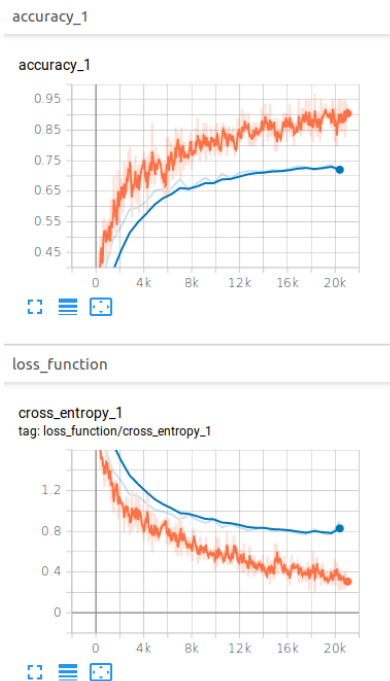 accuracy_1
accuracy_1
0.95
0.85
0.75
0.65
0.55
0.45
0 4k 8k 12k 16k 20k
loss_function
cross_entropy_1
tag: loss_function/cross_entropy_1
1.2
0.8
0.4
0
0 4k 8k 12k 16k 20k